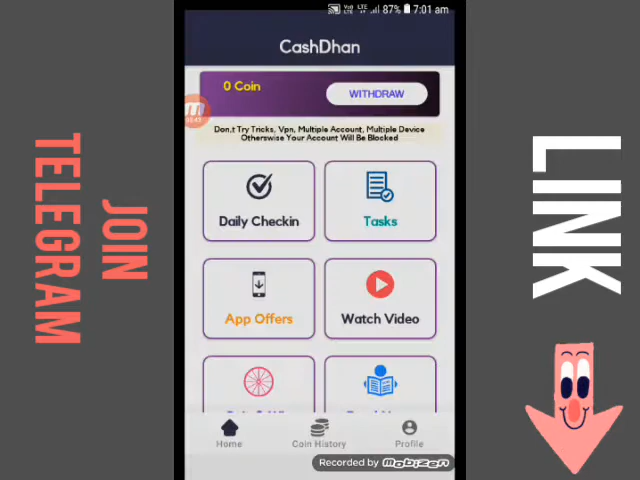 87% 7:01 am
CashDhan
0 Coin
WITHDRAW
Don,t Try Tricks, Vpn, Multiple Account, Multiple Device
Otherswise Your Account Will Be Blocked
Daily Checkin
Tasks
App Offers
Watch Video
Home
Coin History
Profile
Recorded by MOBIZEN
JOIN
TELEGRAM
LINK